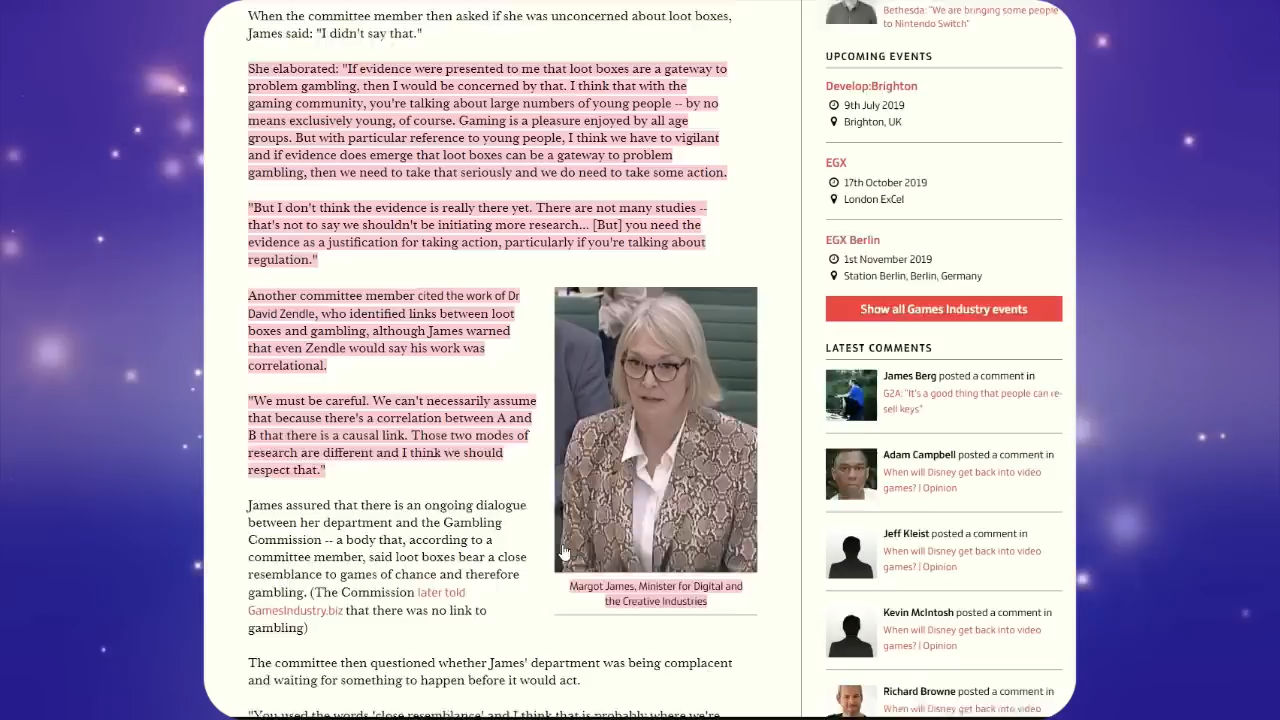 When the committee member then asked if she was unconcerned about loot boxes,
James said: "I didn't say that."
She elaborated: "If evidence were presented to me that loot boxes are a gateway to
problem gambling, then I would be concerned by that. I think that with the
gaming community, you're talking about large numbers of young people -- by no
means exclusively young, of course. Gaming is a pleasure enjoyed by all age
groups. But with particular reference to young people, I think we have to vigilant
and if evidence does emerge that loot boxes can be a gateway to problem
gambling, then we need to take that seriously and we do need to take some action.
"But I don't think the evidence is really there yet. There are not many studies --
that's not to say we shouldn't be initiating more research... [But] you need the
evidence as a justification for taking action, particularly if you're talking about
regulation."
Another committee member cited the work of Dr
David Zendle, who identified links between loot
boxes and gambling, although James warned
that even Zendle would say his work was
correlational.
"We must be careful. We can't necessarily assume
that because there's a correlation between A and
B that there is a causal link. Those two modes of
research are different and I think we should
respect that."
James assured that there is an ongoing dialogue
between her department and the Gambling
Commission -- a body that, according to a
committee member, said loot boxes bear a close
resemblance to games of chance and therefore
gambling. (The Commission later told
GamesIndustry.biz that there was no link to
gambling)
Margot James, Minister for Digital and
the Creative Industries
The committee then questioned whether James' department was being complacent
and waiting for something to happen before it would act.
"You used the words 'close resemblance' and I think that is probably where we're
Bethesda: "We are bringing some people
to Nintendo Switch"
UPCOMING EVENTS
Develop:Brighton
9th July 2019
Brighton, UK
EGX
17th October 2019
London ExCel
EGX Berlin
1st November 2019
Station Berlin, Berlin, Germany
Show all Games Industry events
LATEST COMMENTS
James Berg posted a comment in
G2A: "It's a good thing that people can re-
sell keys"
Adam Campbell posted a comment in
When will Disney get back into video
games? | Opinion
Jeff Kleist posted a comment in
When will Disney get back into video
games? | Opinion
Kevin McIntosh posted a comment in
When will Disney get back into video
games? | Opinion
Richard Browne posted a comment in
When will Disney get back into video